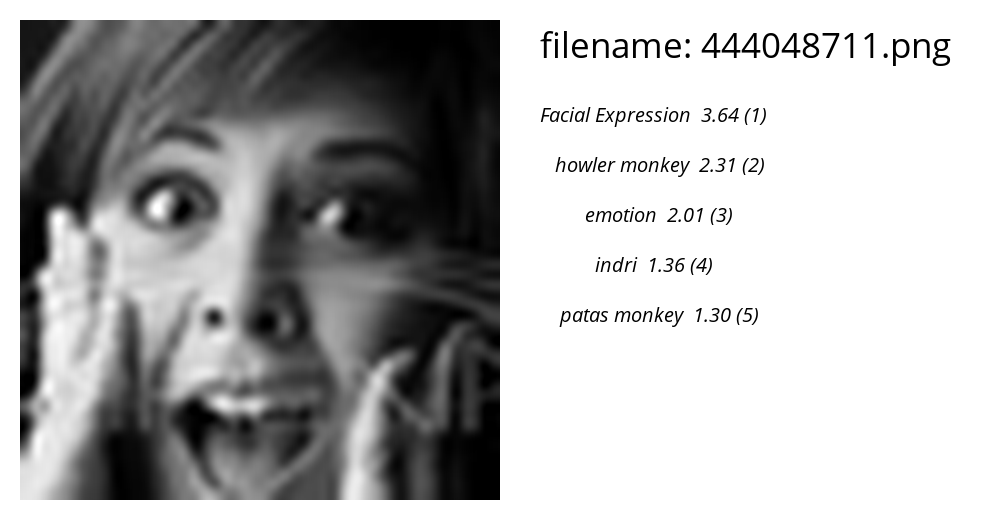 filename: 444048711.png
Facial Expression 3.64 (1)
howler monkey 2.31 (2)
emotion 2.01 (3)
indri 1.36 (4)
patas monkey 1.30 (5)